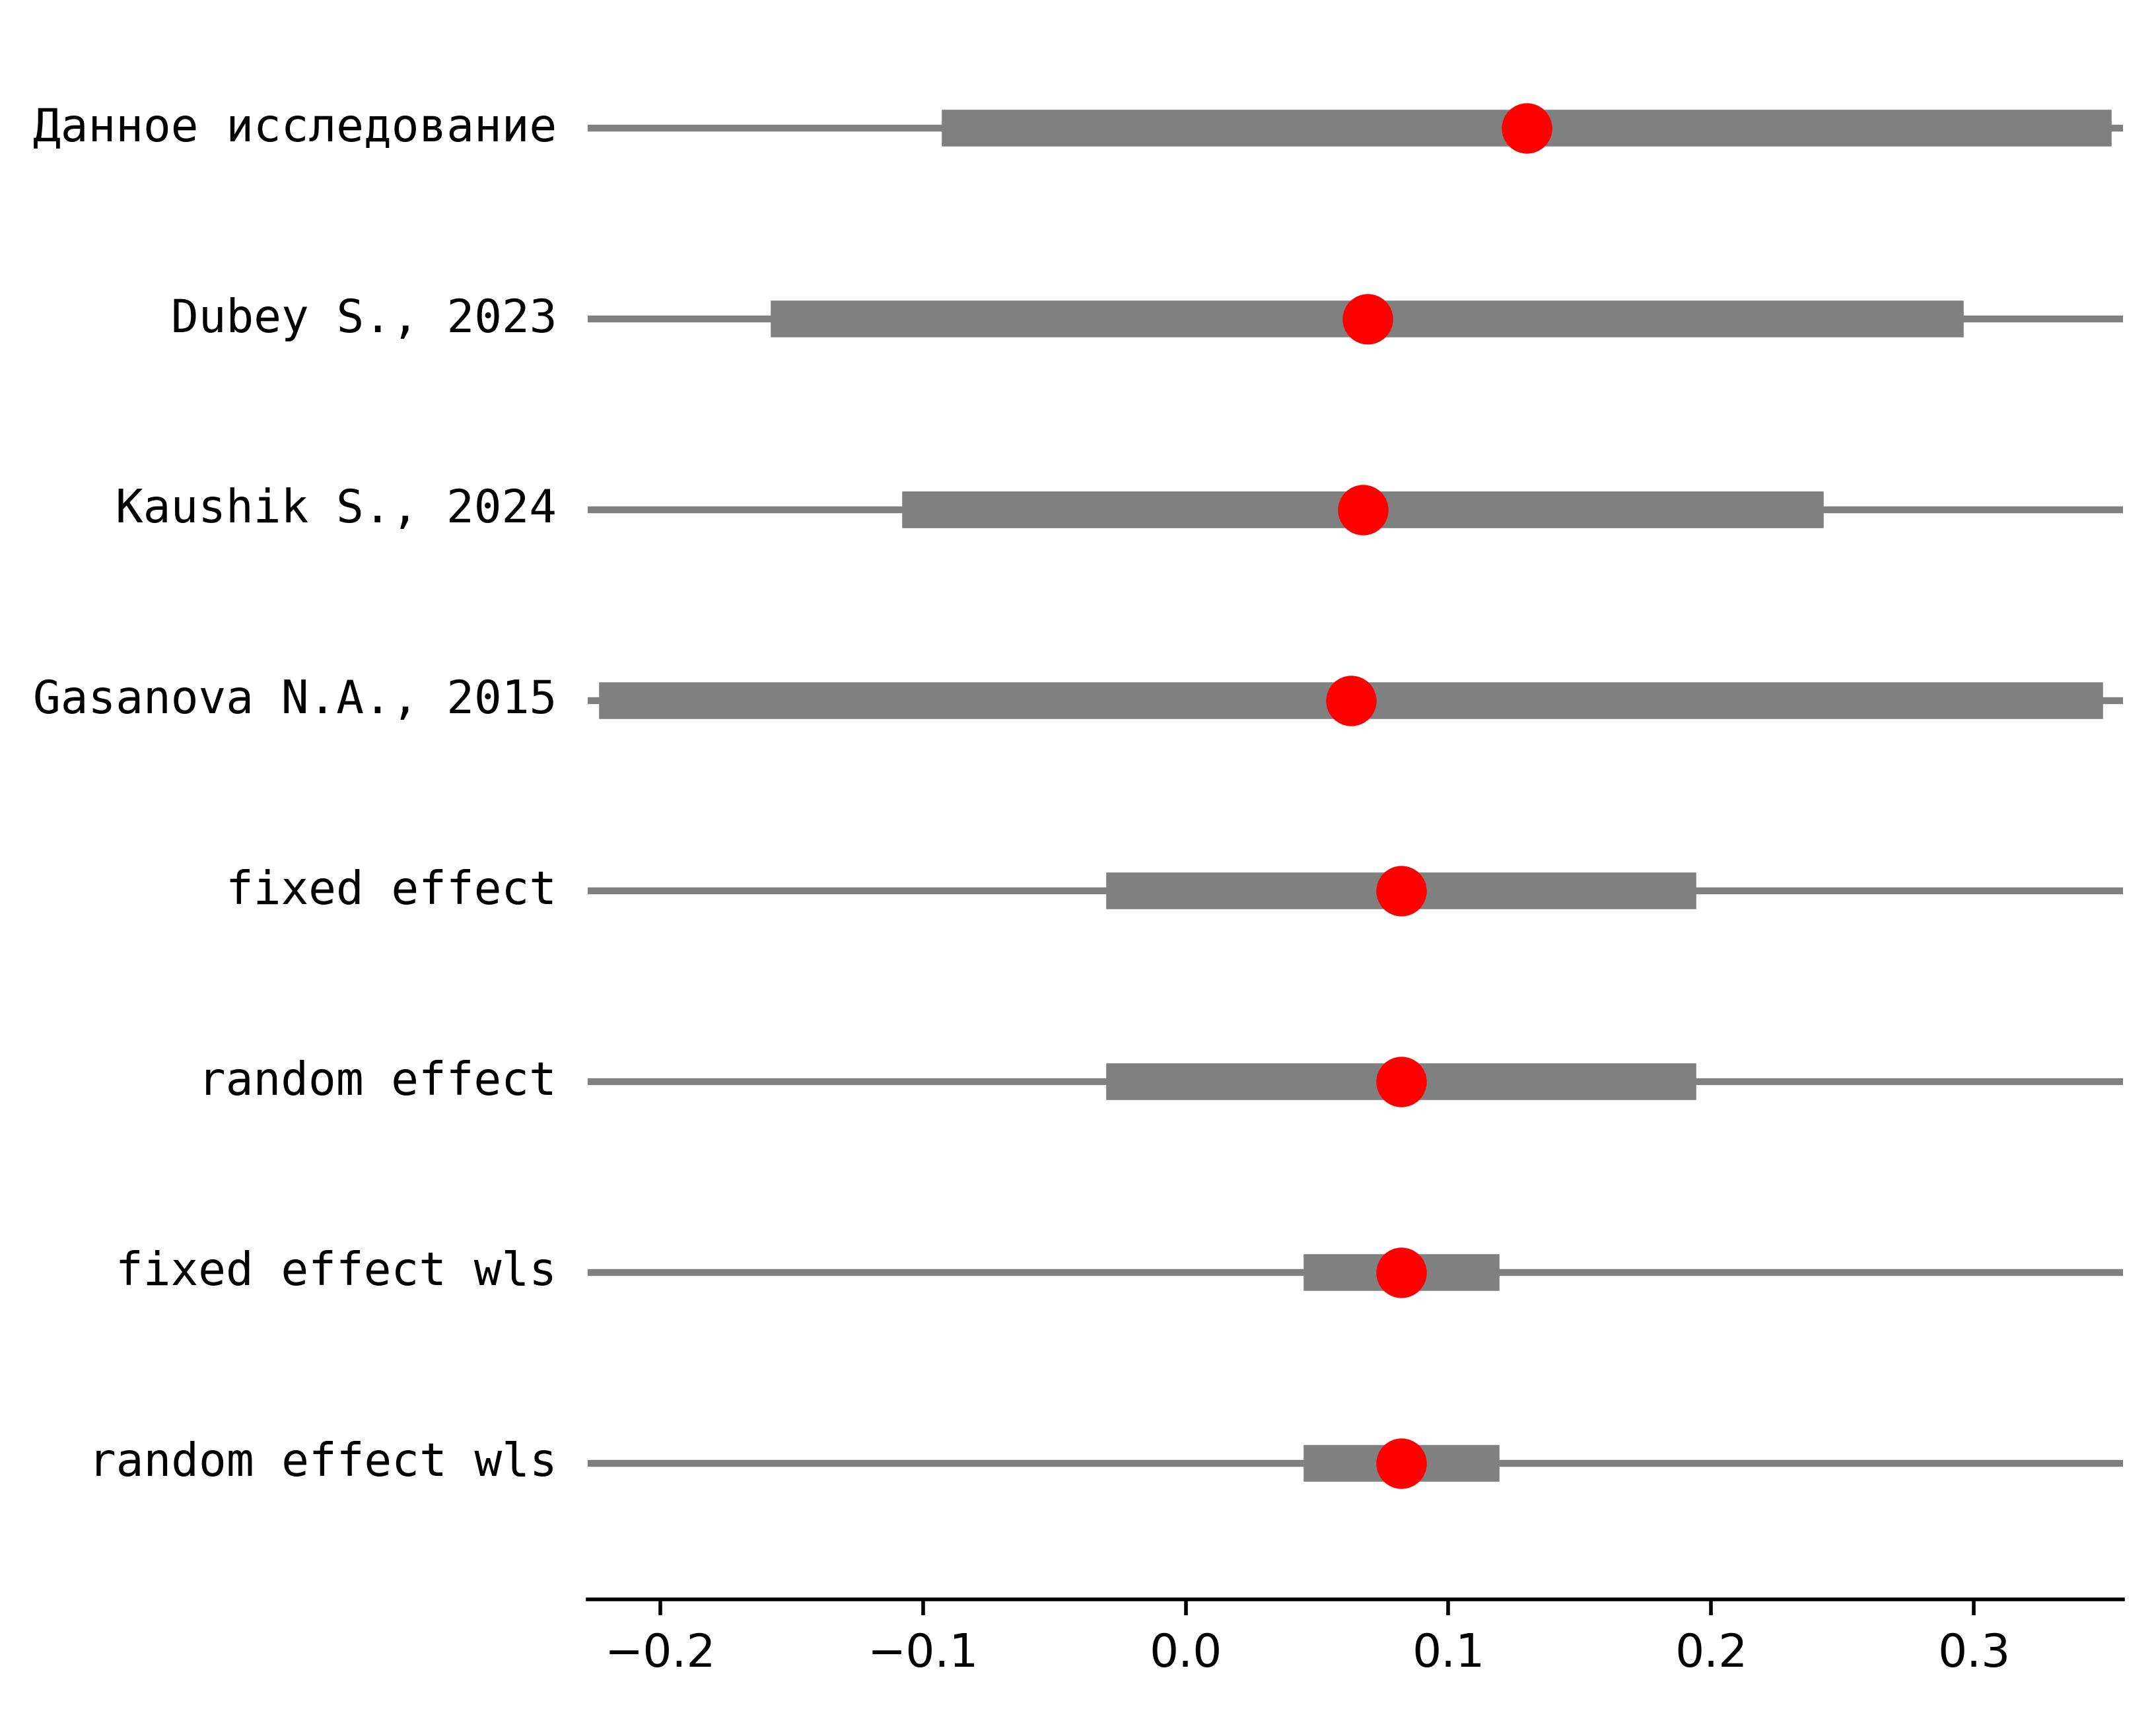 Данное исследование
Dubey S., 2023
Kaushik S., 2024
Gasanova N.A., 2015
fixed effect
random effect
fixed effect wls
random effect wls
−0.2 −0.1 0.0 0.1 0.2 0.3